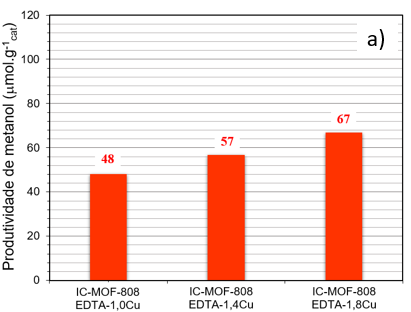 a)
Produtividade de metanol (μmol.g⁻¹cat)
120
100
80
60
40
20
0
48
57
67
IC-MOF-808
EDTA-1,0Cu
IC-MOF-808
EDTA-1,4Cu
IC-MOF-808
EDTA-1,8Cu